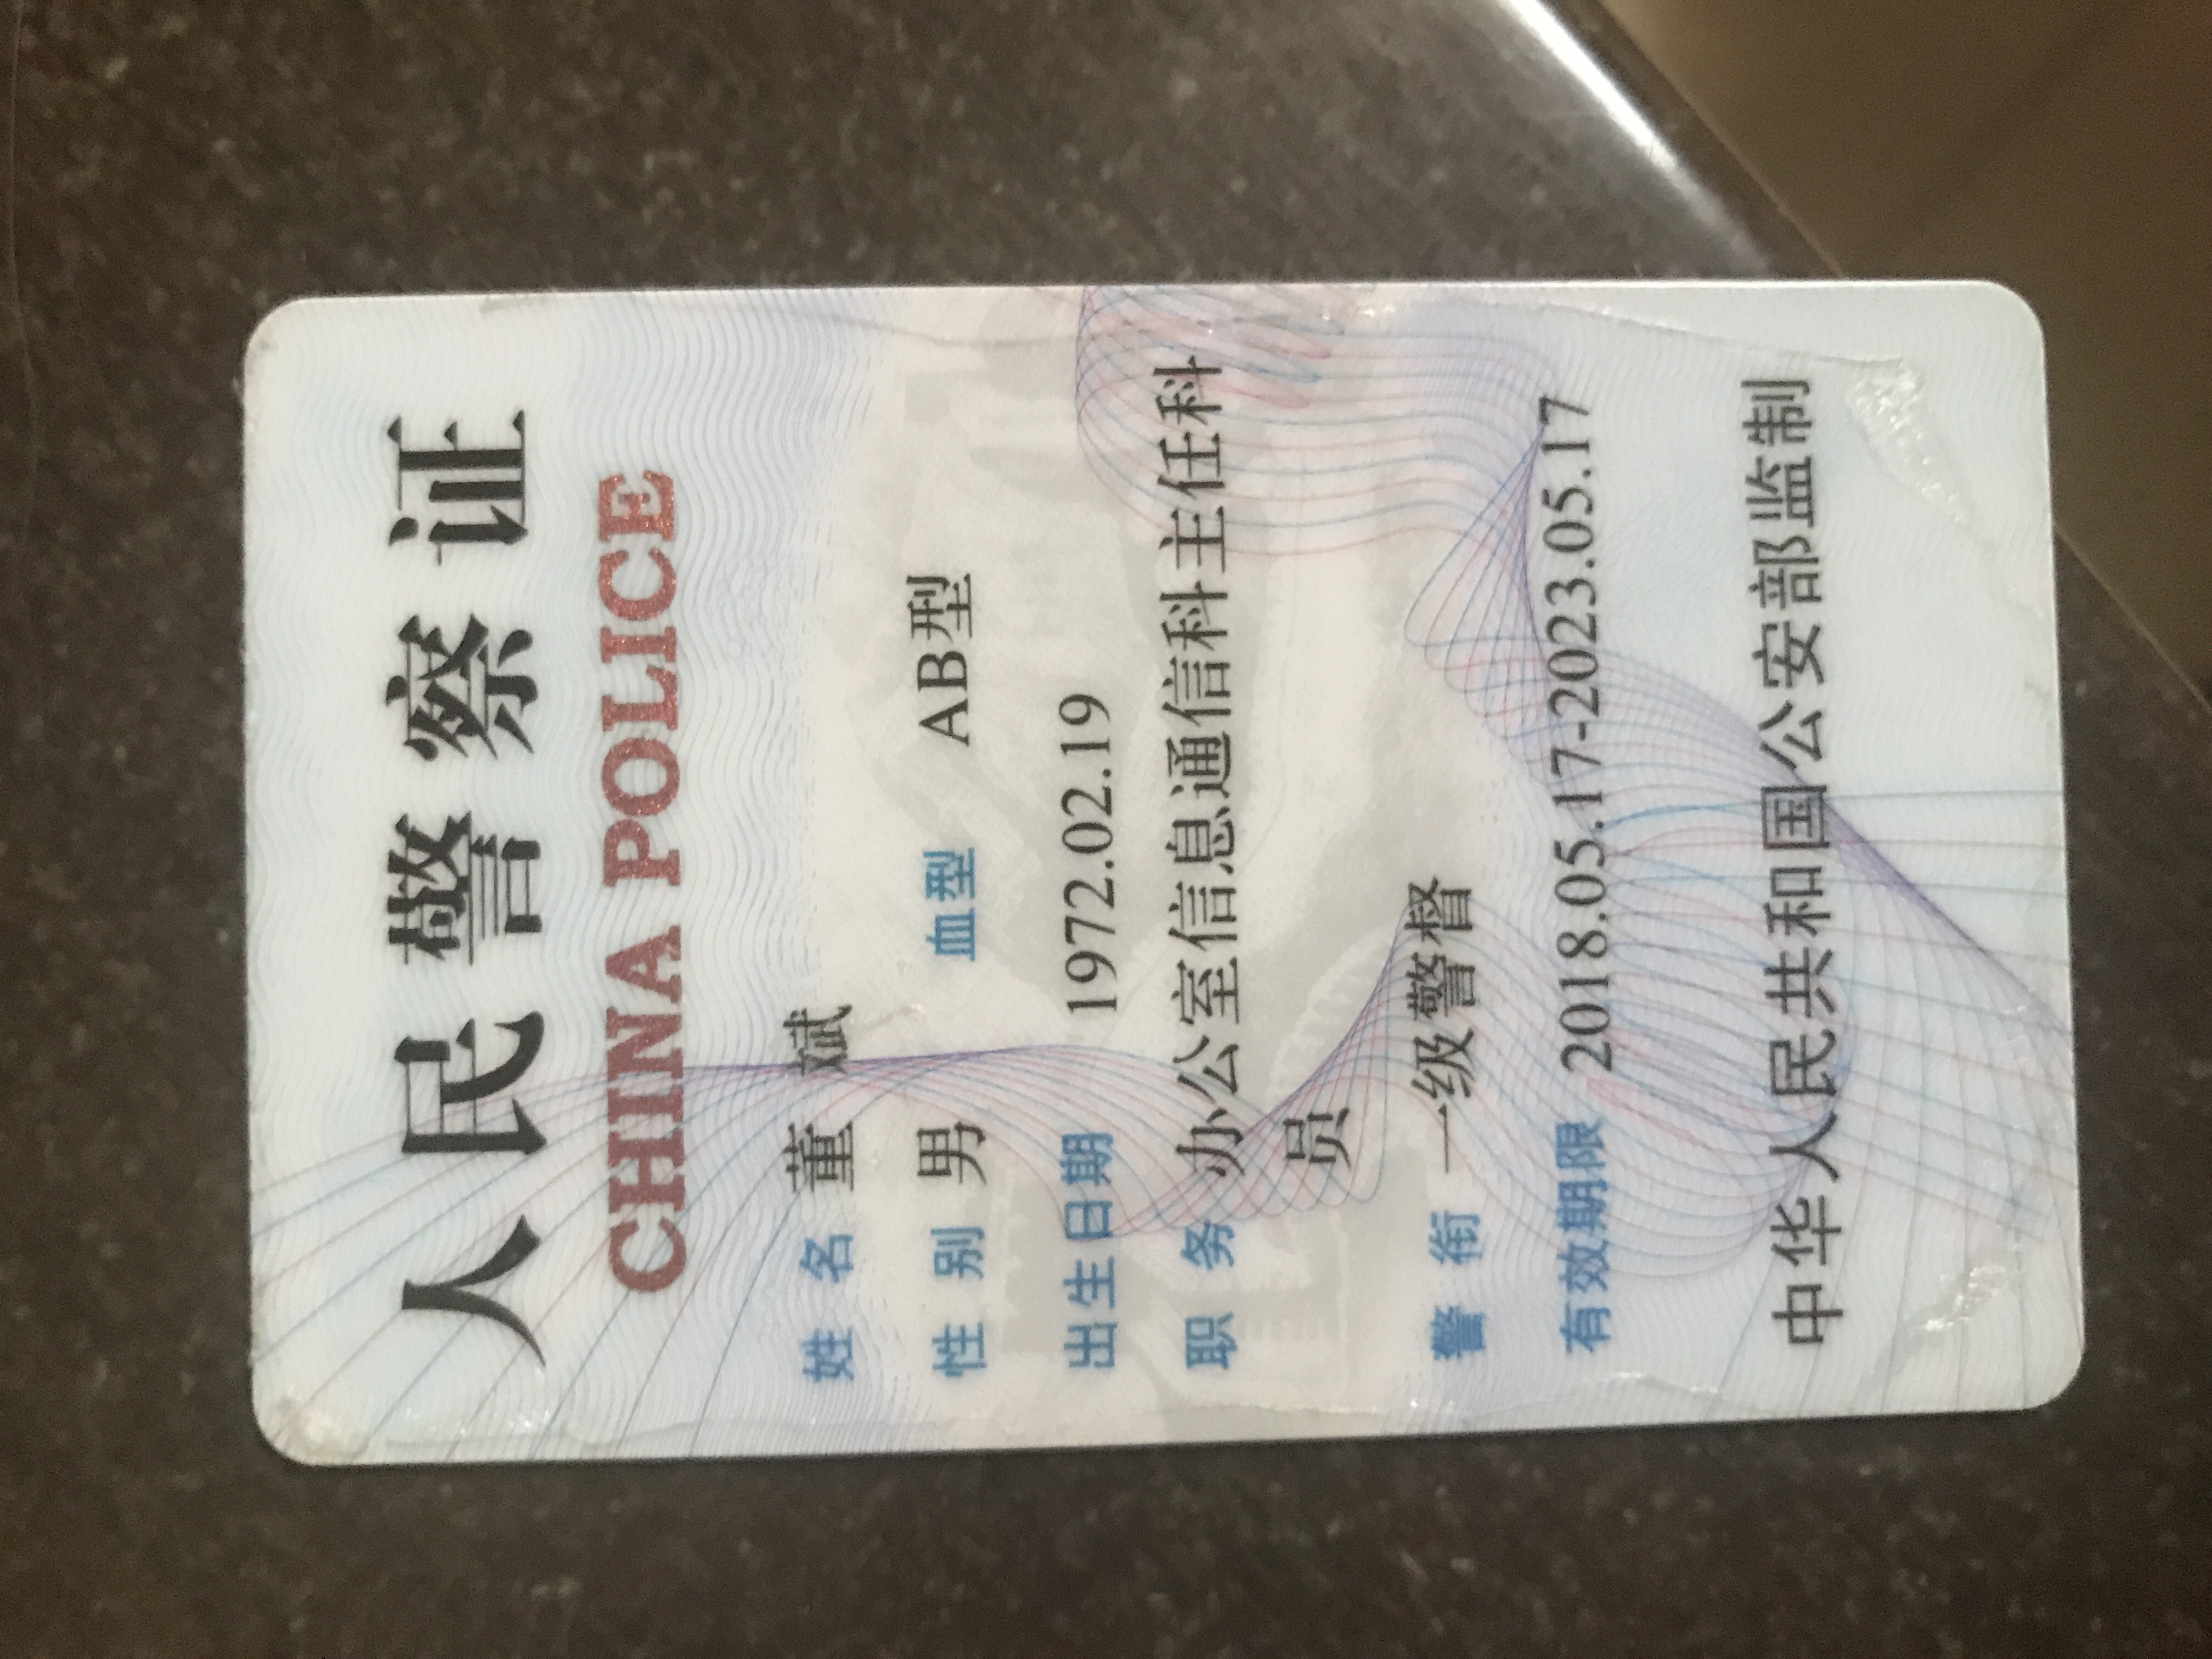 人民警察证
CHINA POLICE
姓 名 董 斌
性 别 男 血型 AB型
出生日期 1972.02.19
职 务 办公室信息通信科主任科
员
警 衔 一级警督
有效期限 2018.05.17-2023.05.17
中华人民共和国公安部监制